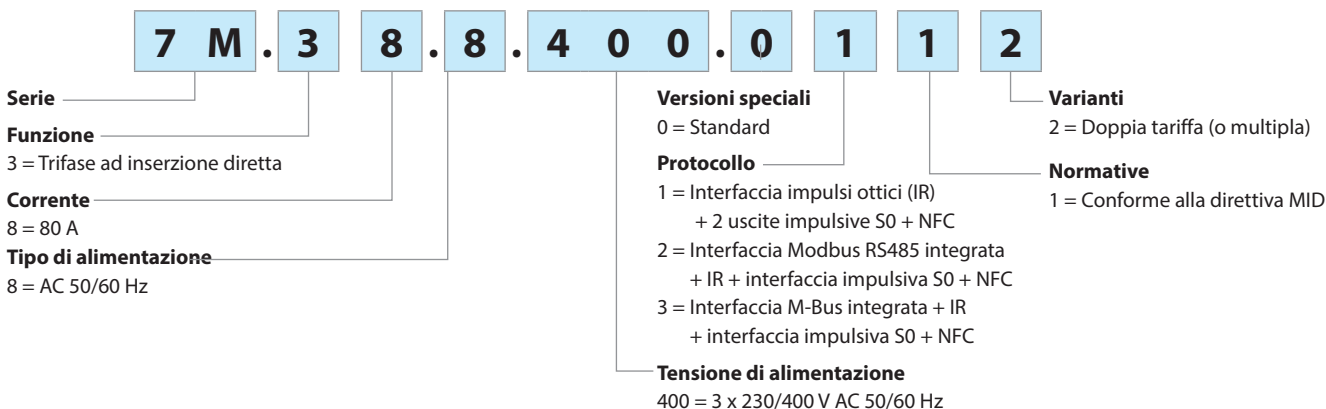 7 M . 3 8 . 8 . 4 0 0 . 0 1 1 2
Serie
Funzione
3 = Trifase ad inserzione diretta
Corrente
8 = 80 A
Tipo di alimentazione
8 = AC 50/60 Hz
Versioni speciali
0 = Standard
Protocollo
1 = Interfaccia impulsi ottici (IR)
+ 2 uscite impulsive S0 + NFC
2 = Interfaccia Modbus RS485 integrata
+ IR + interfaccia impulsiva S0 + NFC
3 = Interfaccia M-Bus integrata + IR
+ interfaccia impulsiva S0 + NFC
Tensione di alimentazione
400 = 3 x 230/400 V AC 50/60 Hz
Varianti
2 = Doppia tariffa (o multipla)
Normative
1 = Conforme alla direttiva MID